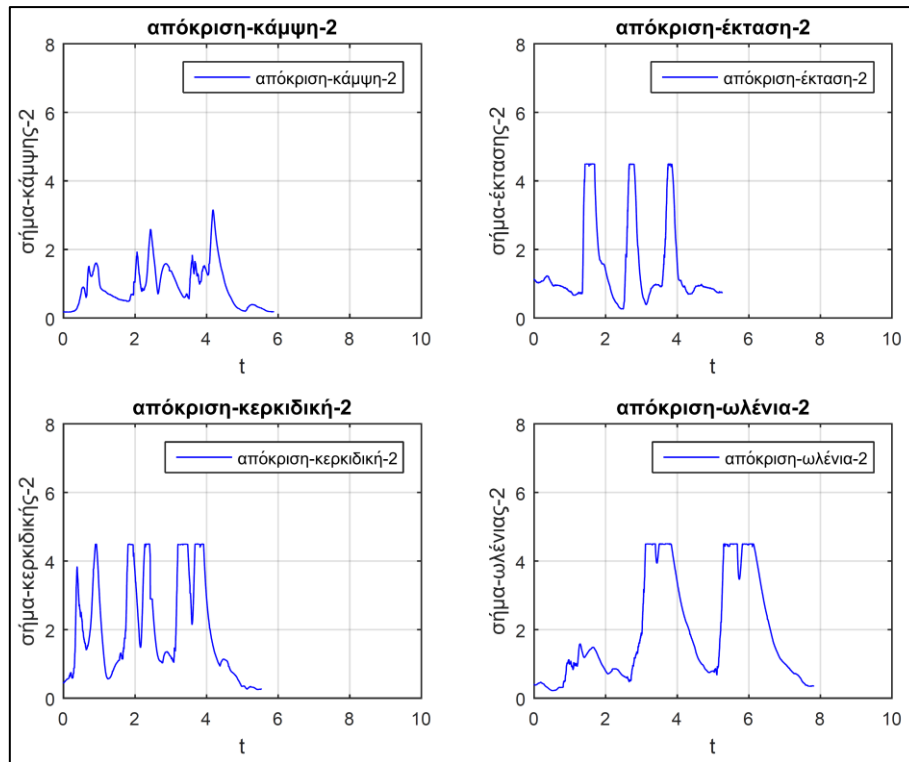 απόκριση-κάμψη-2
8
6
4
2
0
σήμα-κάμψης-2
απόκριση-κάμψη-2
0 2 4 6 8 10
t
απόκριση-έκταση-2
8
6
4
2
0
σήμα-έκτασης-2
απόκριση-έκταση-2
0 2 4 6 8 10
t
απόκριση-κερκιδική-2
8
6
4
2
0
σήμα-κερκιδικής-2
απόκριση-κερκιδική-2
0 2 4 6 8 10
t
απόκριση-ωλένια-2
8
6
4
2
0
σήμα-ωλένιας-2
απόκριση-ωλένια-2
0 2 4 6 8 10
t